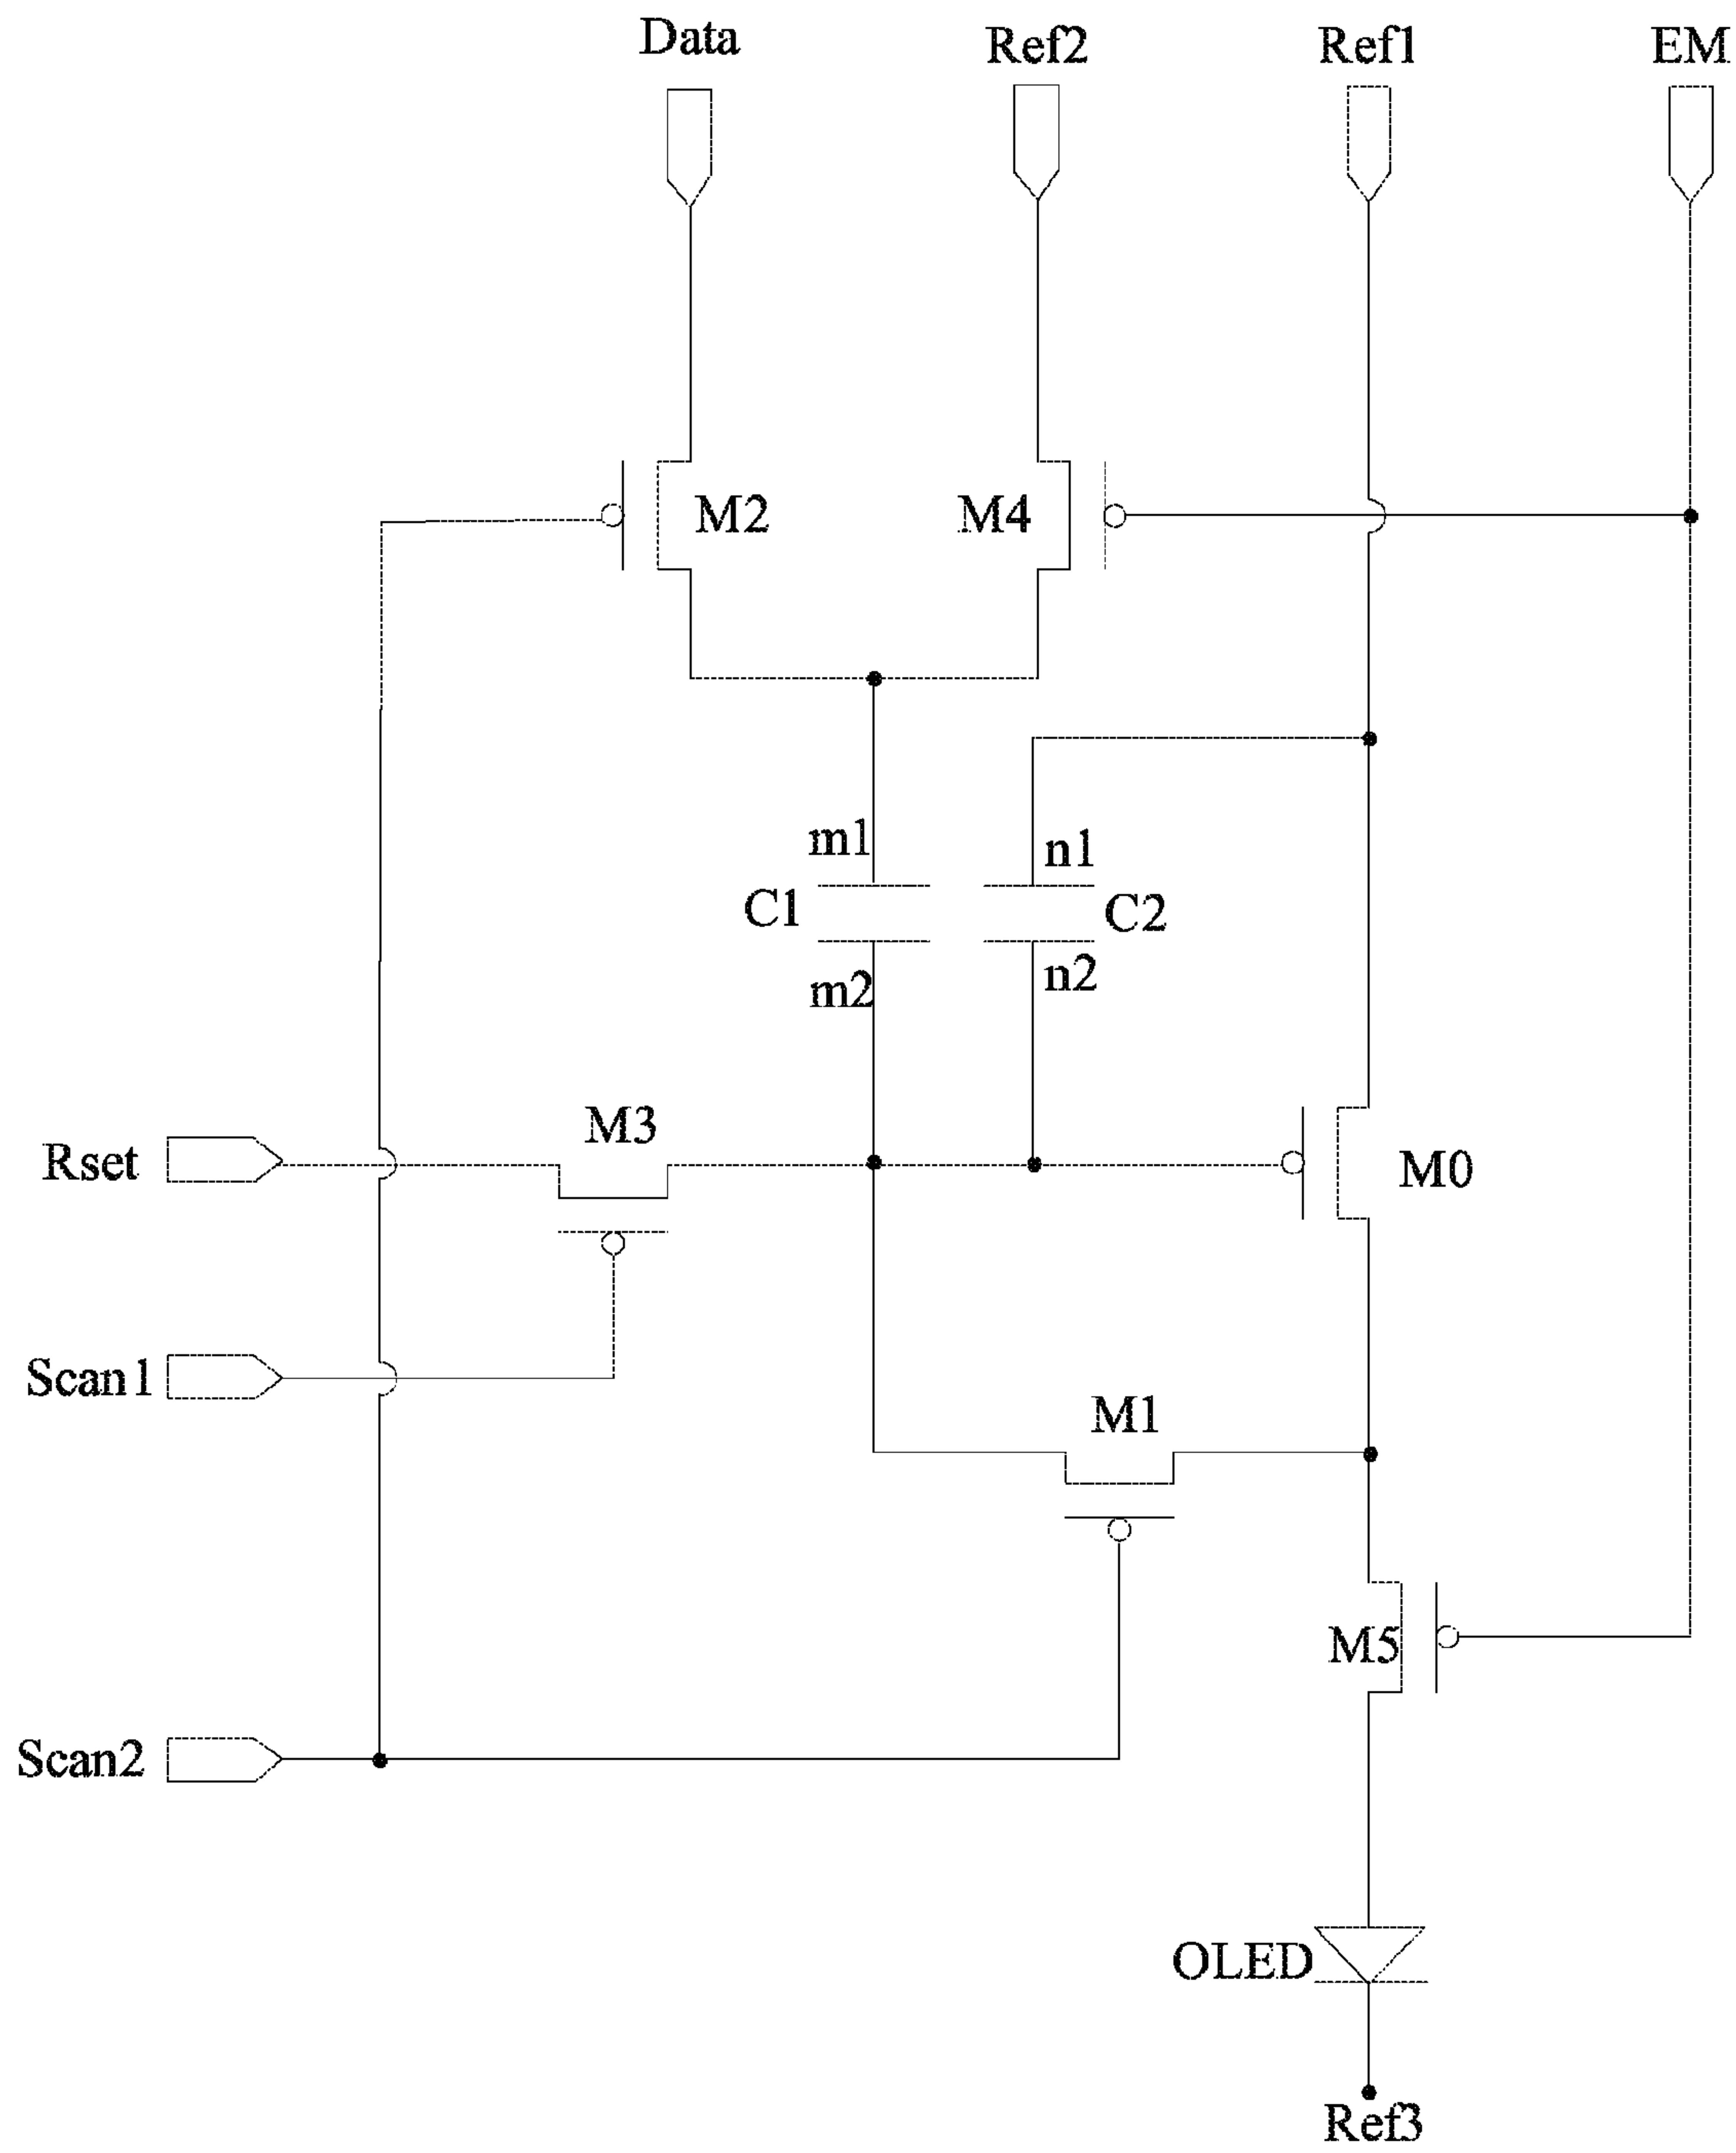 Data Ref2 Ref1 EM
M2 M4
m1 n1
C1 C2
m2 n2
M3
Rset M0
Scan1
M1
M5
Scan2
OLED
Ref3